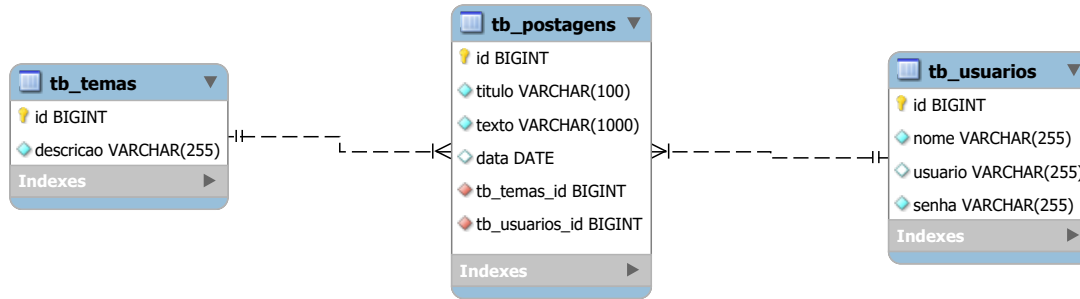 tb_temas
id BIGINT
descricao VARCHAR(255)
Indexes
tb_postagens
id BIGINT
titulo VARCHAR(100)
texto VARCHAR(1000)
data DATE
tb_temas_id BIGINT
tb_usuarios_id BIGINT
Indexes
tb_usuarios
id BIGINT
nome VARCHAR(255)
usuario VARCHAR(255)
senha VARCHAR(255)
Indexes